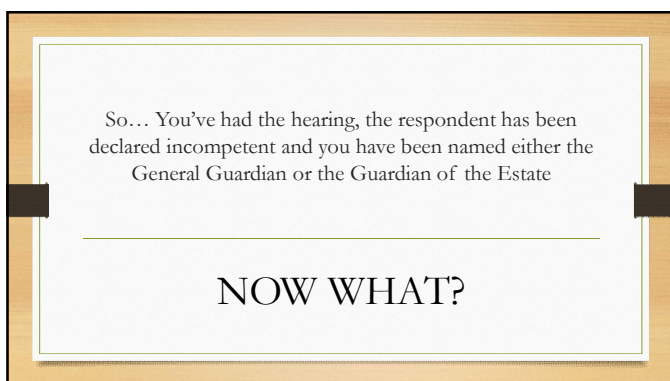 So… You’ve had the hearing, the respondent has been
declared incompetent and you have been named either the
General Guardian or the Guardian of the Estate
NOW WHAT?